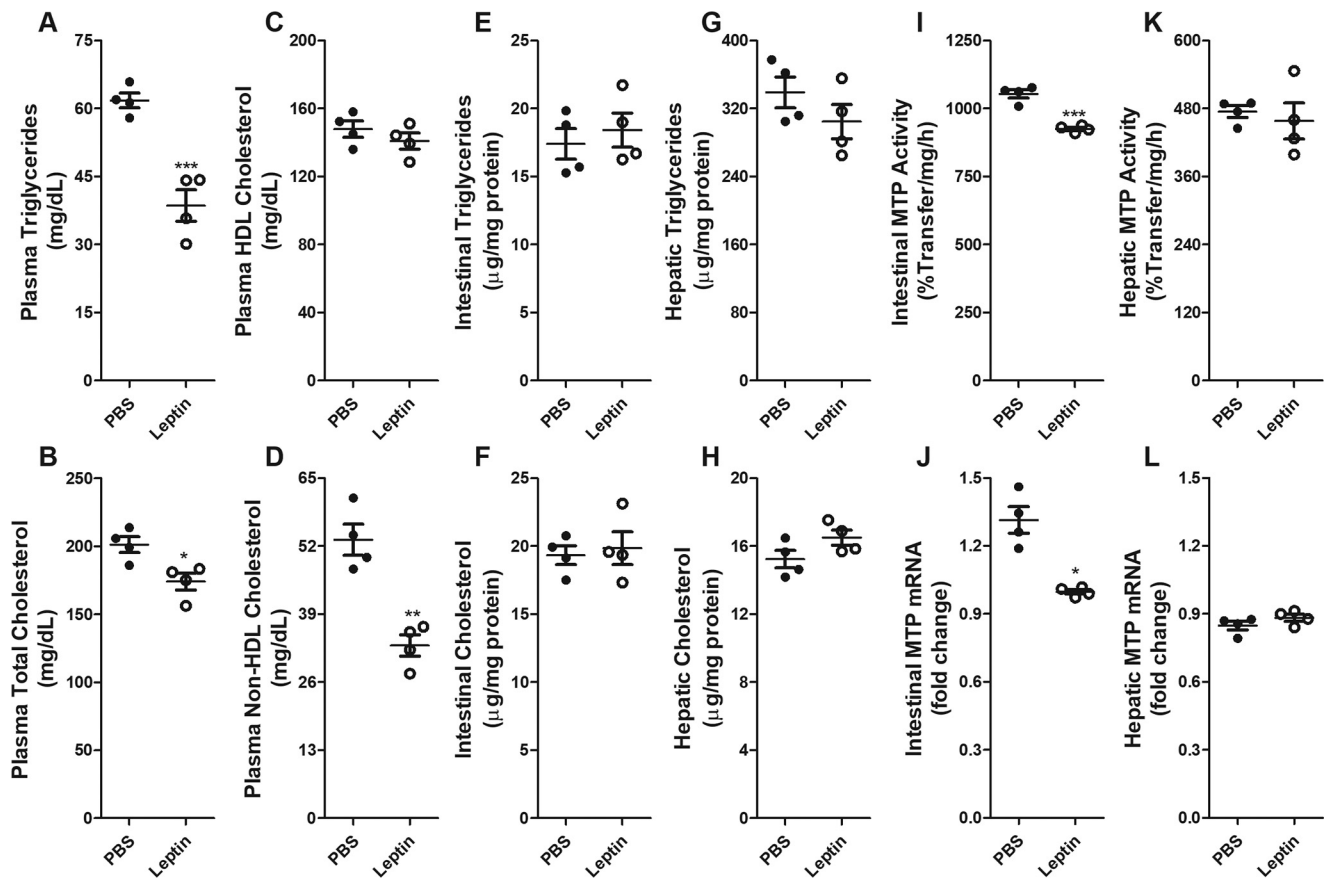 A
Plasma Triglycerides
(mg/dL)
75
60
45
30
15
0
***
PBS
Leptin
C
Plasma HDL Cholesterol
(mg/dL)
200
160
120
80
40
0
PBS
Leptin
E
Intestinal Triglycerides
(μg/mg protein)
25
20
15
10
5
0
PBS
Leptin
G
Hepatic Triglycerides
(μg/mg protein)
400
320
240
160
80
0
PBS
Leptin
I
Intestinal MTP Activity
(%Transfer/mg/h)
1250
1000
750
500
250
0
***
PBS
Leptin
K
Hepatic MTP Activity
(%Transfer/mg/h)
600
480
360
240
120
0
PBS
Leptin
B
Plasma Total Cholesterol
(mg/dL)
250
200
150
100
50
0
*
PBS
Leptin
D
Plasma Non-HDL Cholesterol
(mg/dL)
65
52
39
26
13
0
**
PBS
Leptin
F
Intestinal Cholesterol
(μg/mg protein)
25
20
15
10
5
0
PBS
Leptin
H
Hepatic Cholesterol
(μg/mg protein)
20
16
12
8
4
0
PBS
Leptin
J
Intestinal MTP mRNA
(fold change)
1.5
1.2
0.9
0.6
0.3
0.0
*
PBS
Leptin
L
Hepatic MTP mRNA
(fold change)
1.5
1.2
0.9
0.6
0.3
0.0
PBS
Leptin